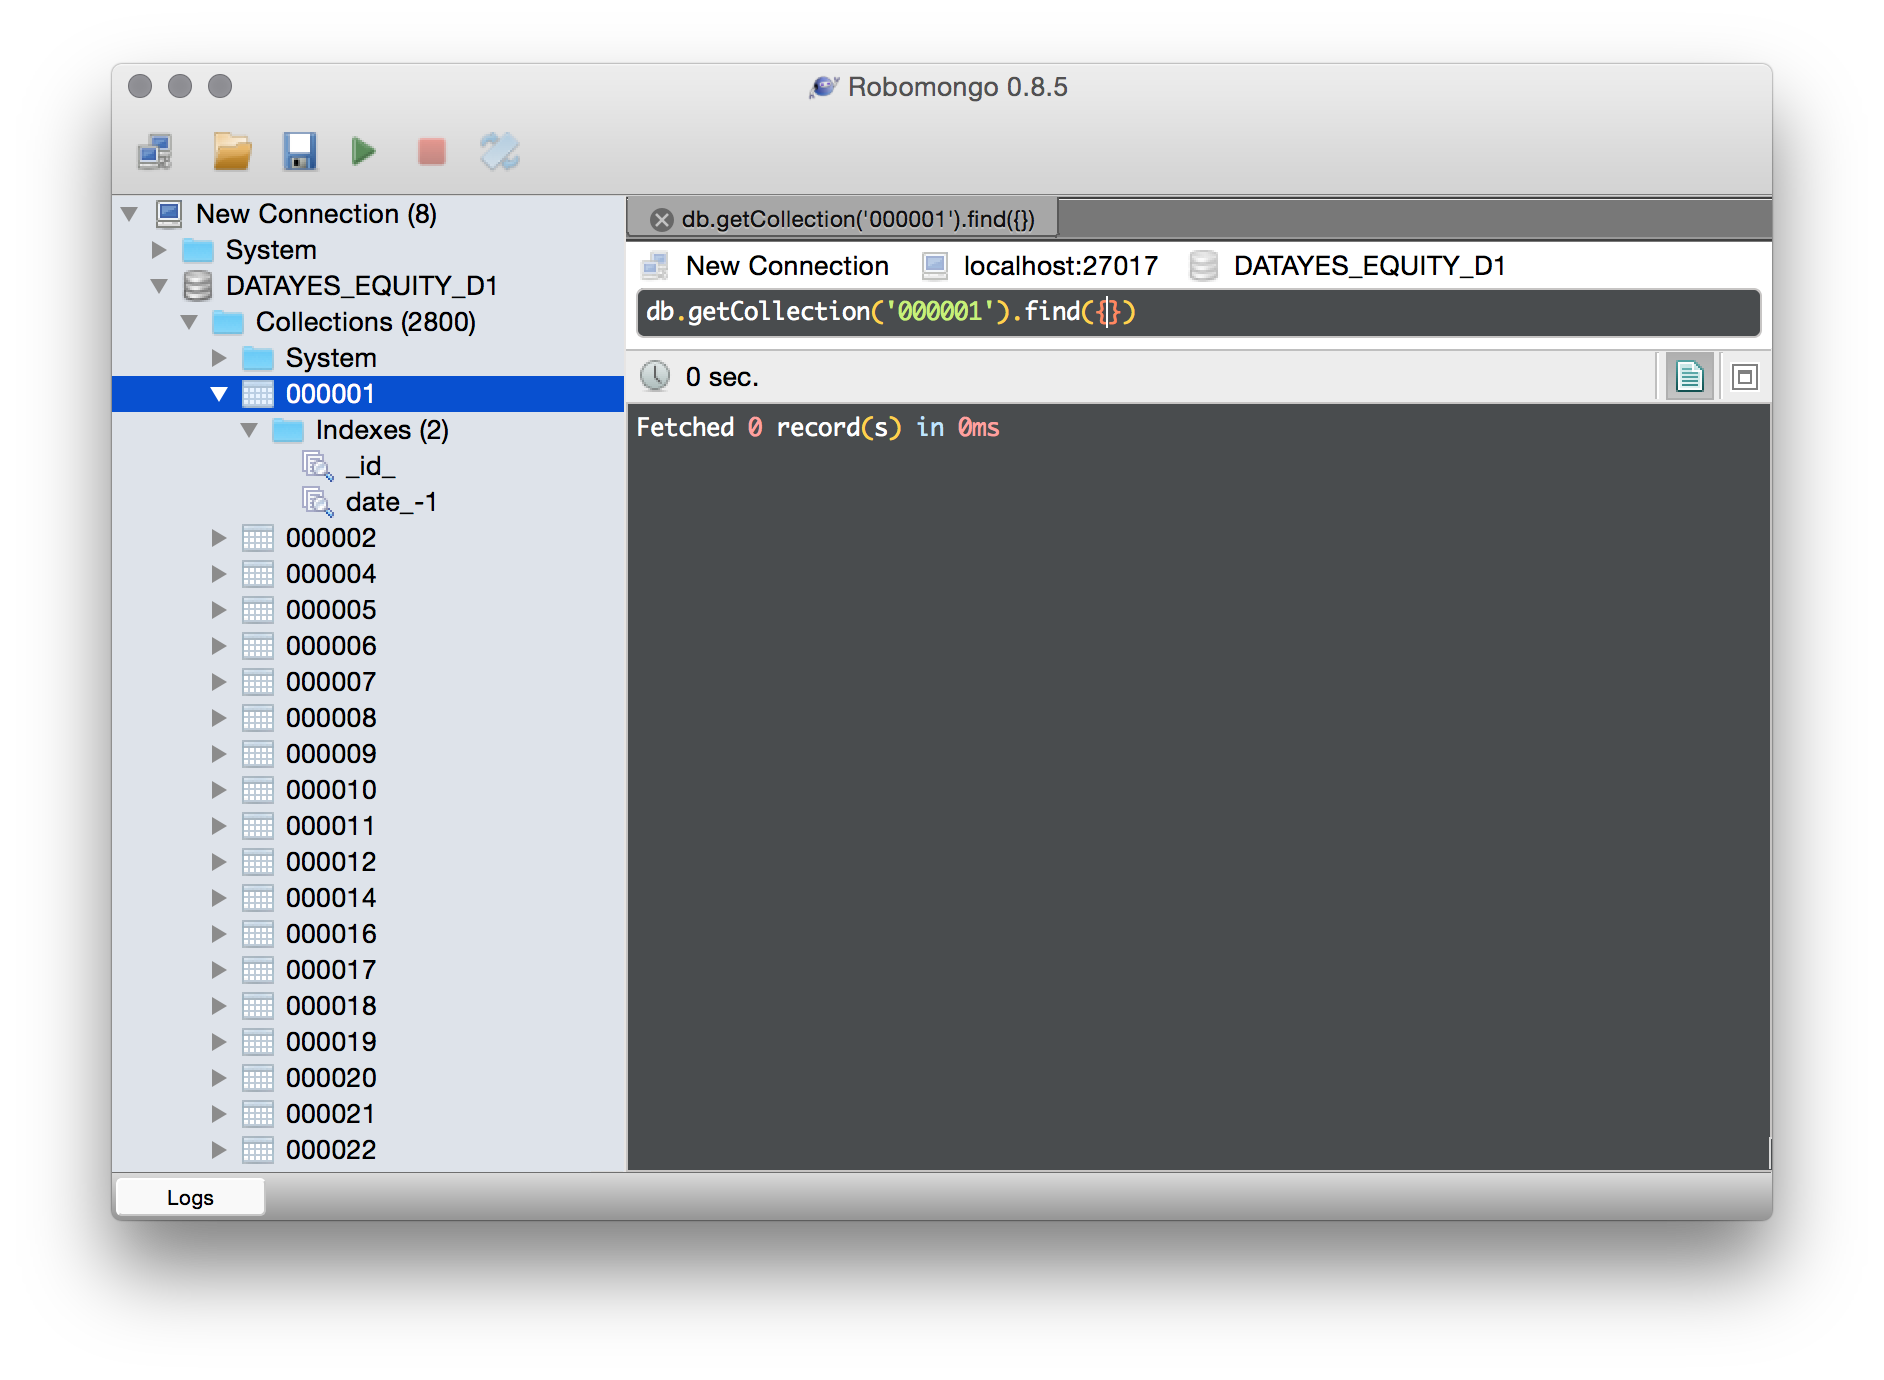 Robomongo 0.8.5
New Connection (8)
System
DATAYES_EQUITY_D1
Collections (2800)
System
000001
Indexes (2)
_id_
date_-1
000002
000004
000005
000006
000007
000008
000009
000010
000011
000012
000014
000016
000017
000018
000019
000020
000021
000022
db.getCollection('000001').find({})
New Connection localhost:27017 DATAYES_EQUITY_D1
db.getCollection('000001').find({})
0 sec.
Fetched 0 record(s) in 0ms
Logs